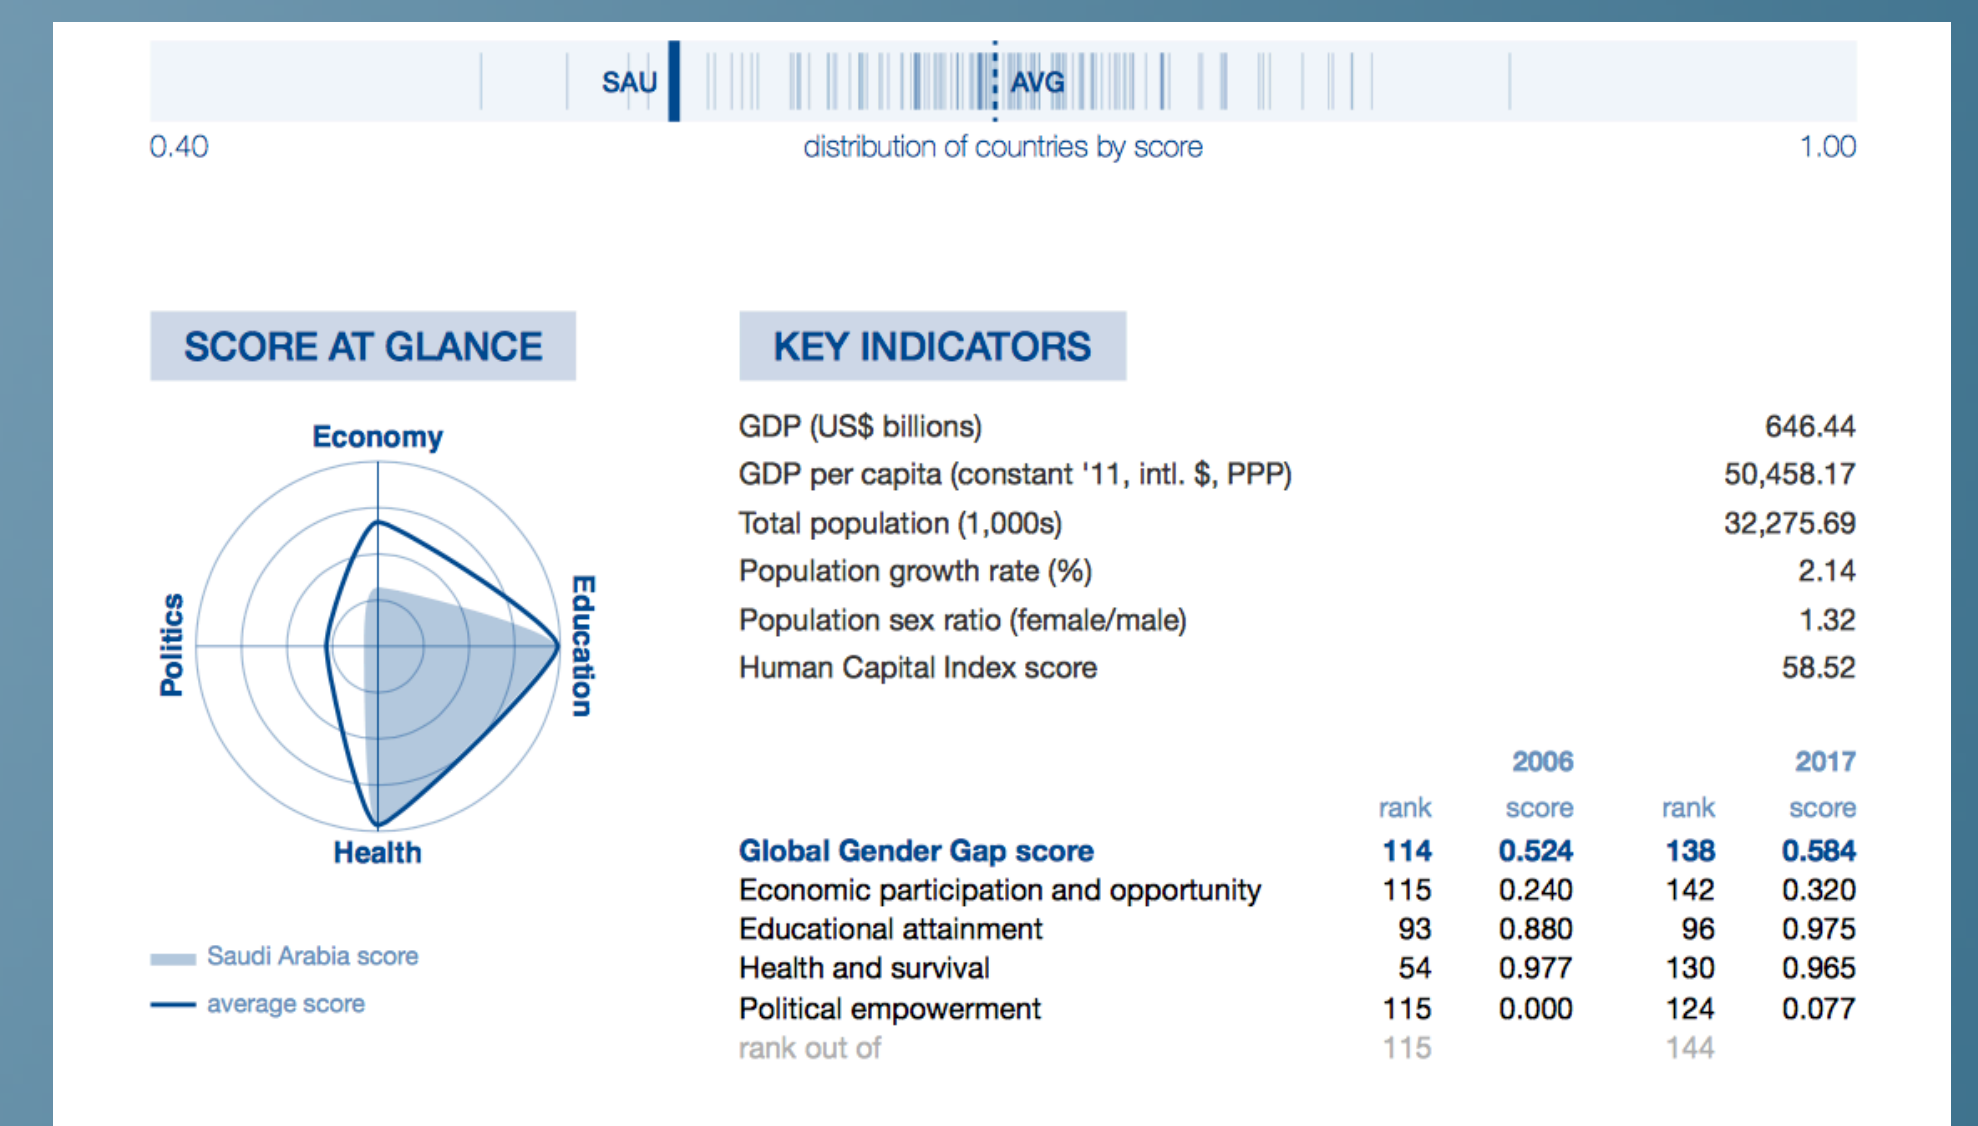 SAU
AVG
0.40 distribution of countries by score 1.00
SCORE AT GLANCE
Economy
Education
Politics
Health
Saudi Arabia score
average score
KEY INDICATORS
GDP (US$ billions) 646.44
GDP per capita (constant '11, intl. $, PPP) 50,458.17
Total population (1,000s) 32,275.69
Population growth rate (%) 2.14
Population sex ratio (female/male) 1.32
Human Capital Index score 58.52
2006 2017
rank score rank score
Global Gender Gap score 114 0.524 138 0.584
Economic participation and opportunity 115 0.240 142 0.320
Educational attainment 93 0.880 96 0.975
Health and survival 54 0.977 130 0.965
Political empowerment 115 0.000 124 0.077
rank out of 115 144